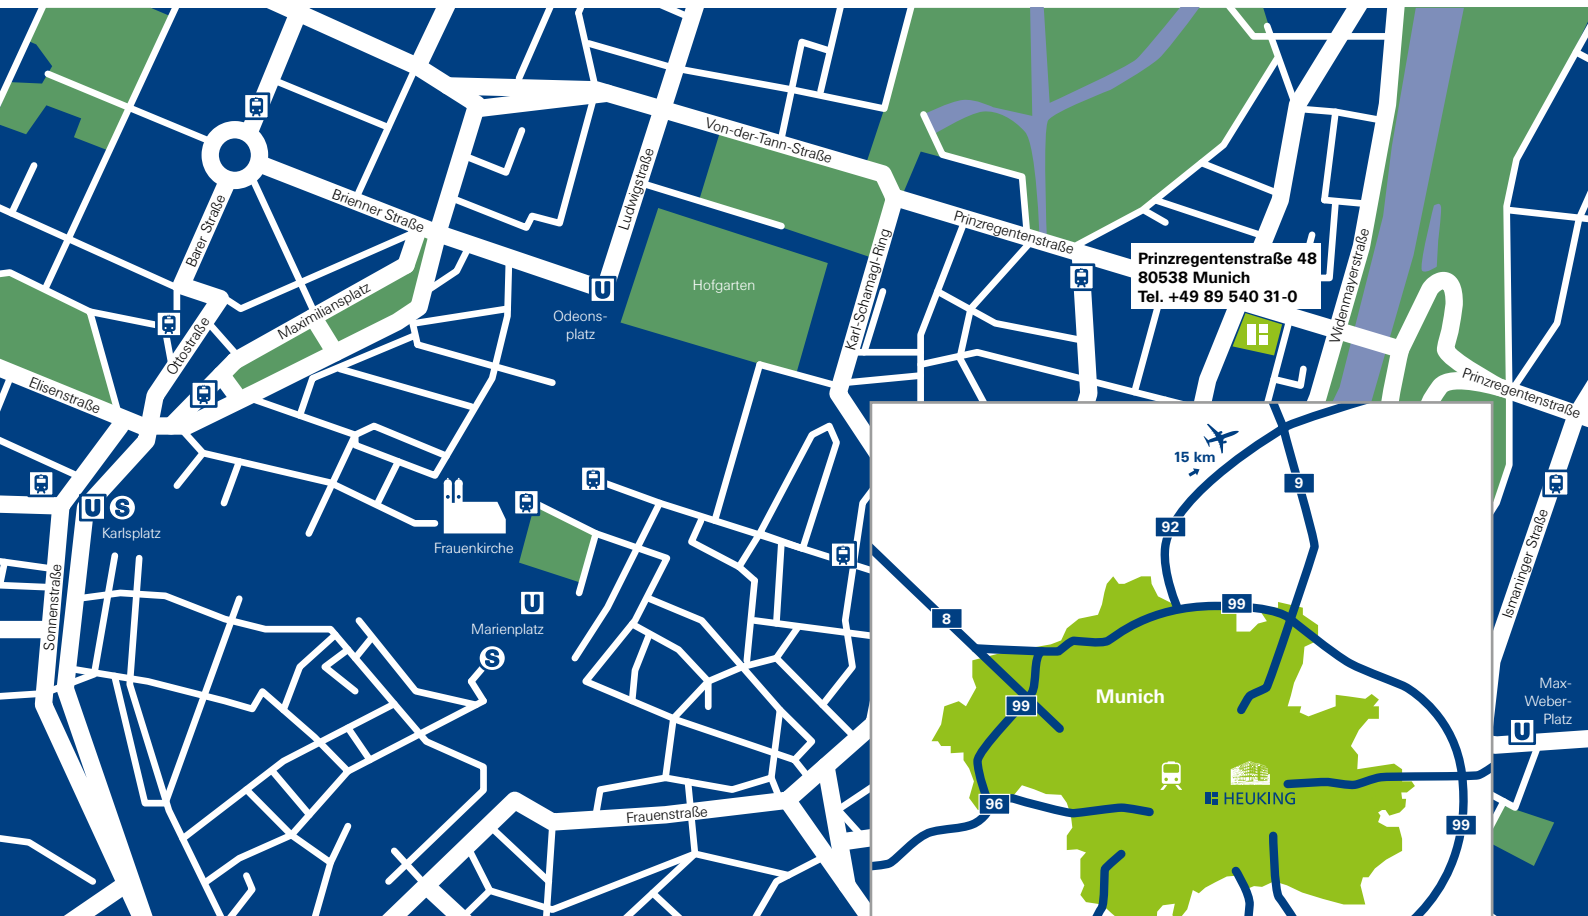 Von-der-Tann-Straße
Ludwigstraße
Brienner Straße
Barer Straße
Prinzregentenstraße
Karl-Scharnagl-Ring
Prinzregentenstraße 48
80538 Munich
Tel. +49 89 540 31-0
Widenmayerstraße
Hofgarten
U
Odeons-
platz
Maximiliansplatz
Ottostraße
Elisenstraße
Prinzregentenstraße
15 km
9
92
U S
Karlsplatz
Frauenkirche
Ismaninger Straße
Sonnenstraße
U
Marienplatz
S
99
8
Munich
99
Max-
Weber-
Platz
U
HEUKING
96
99
Frauenstraße